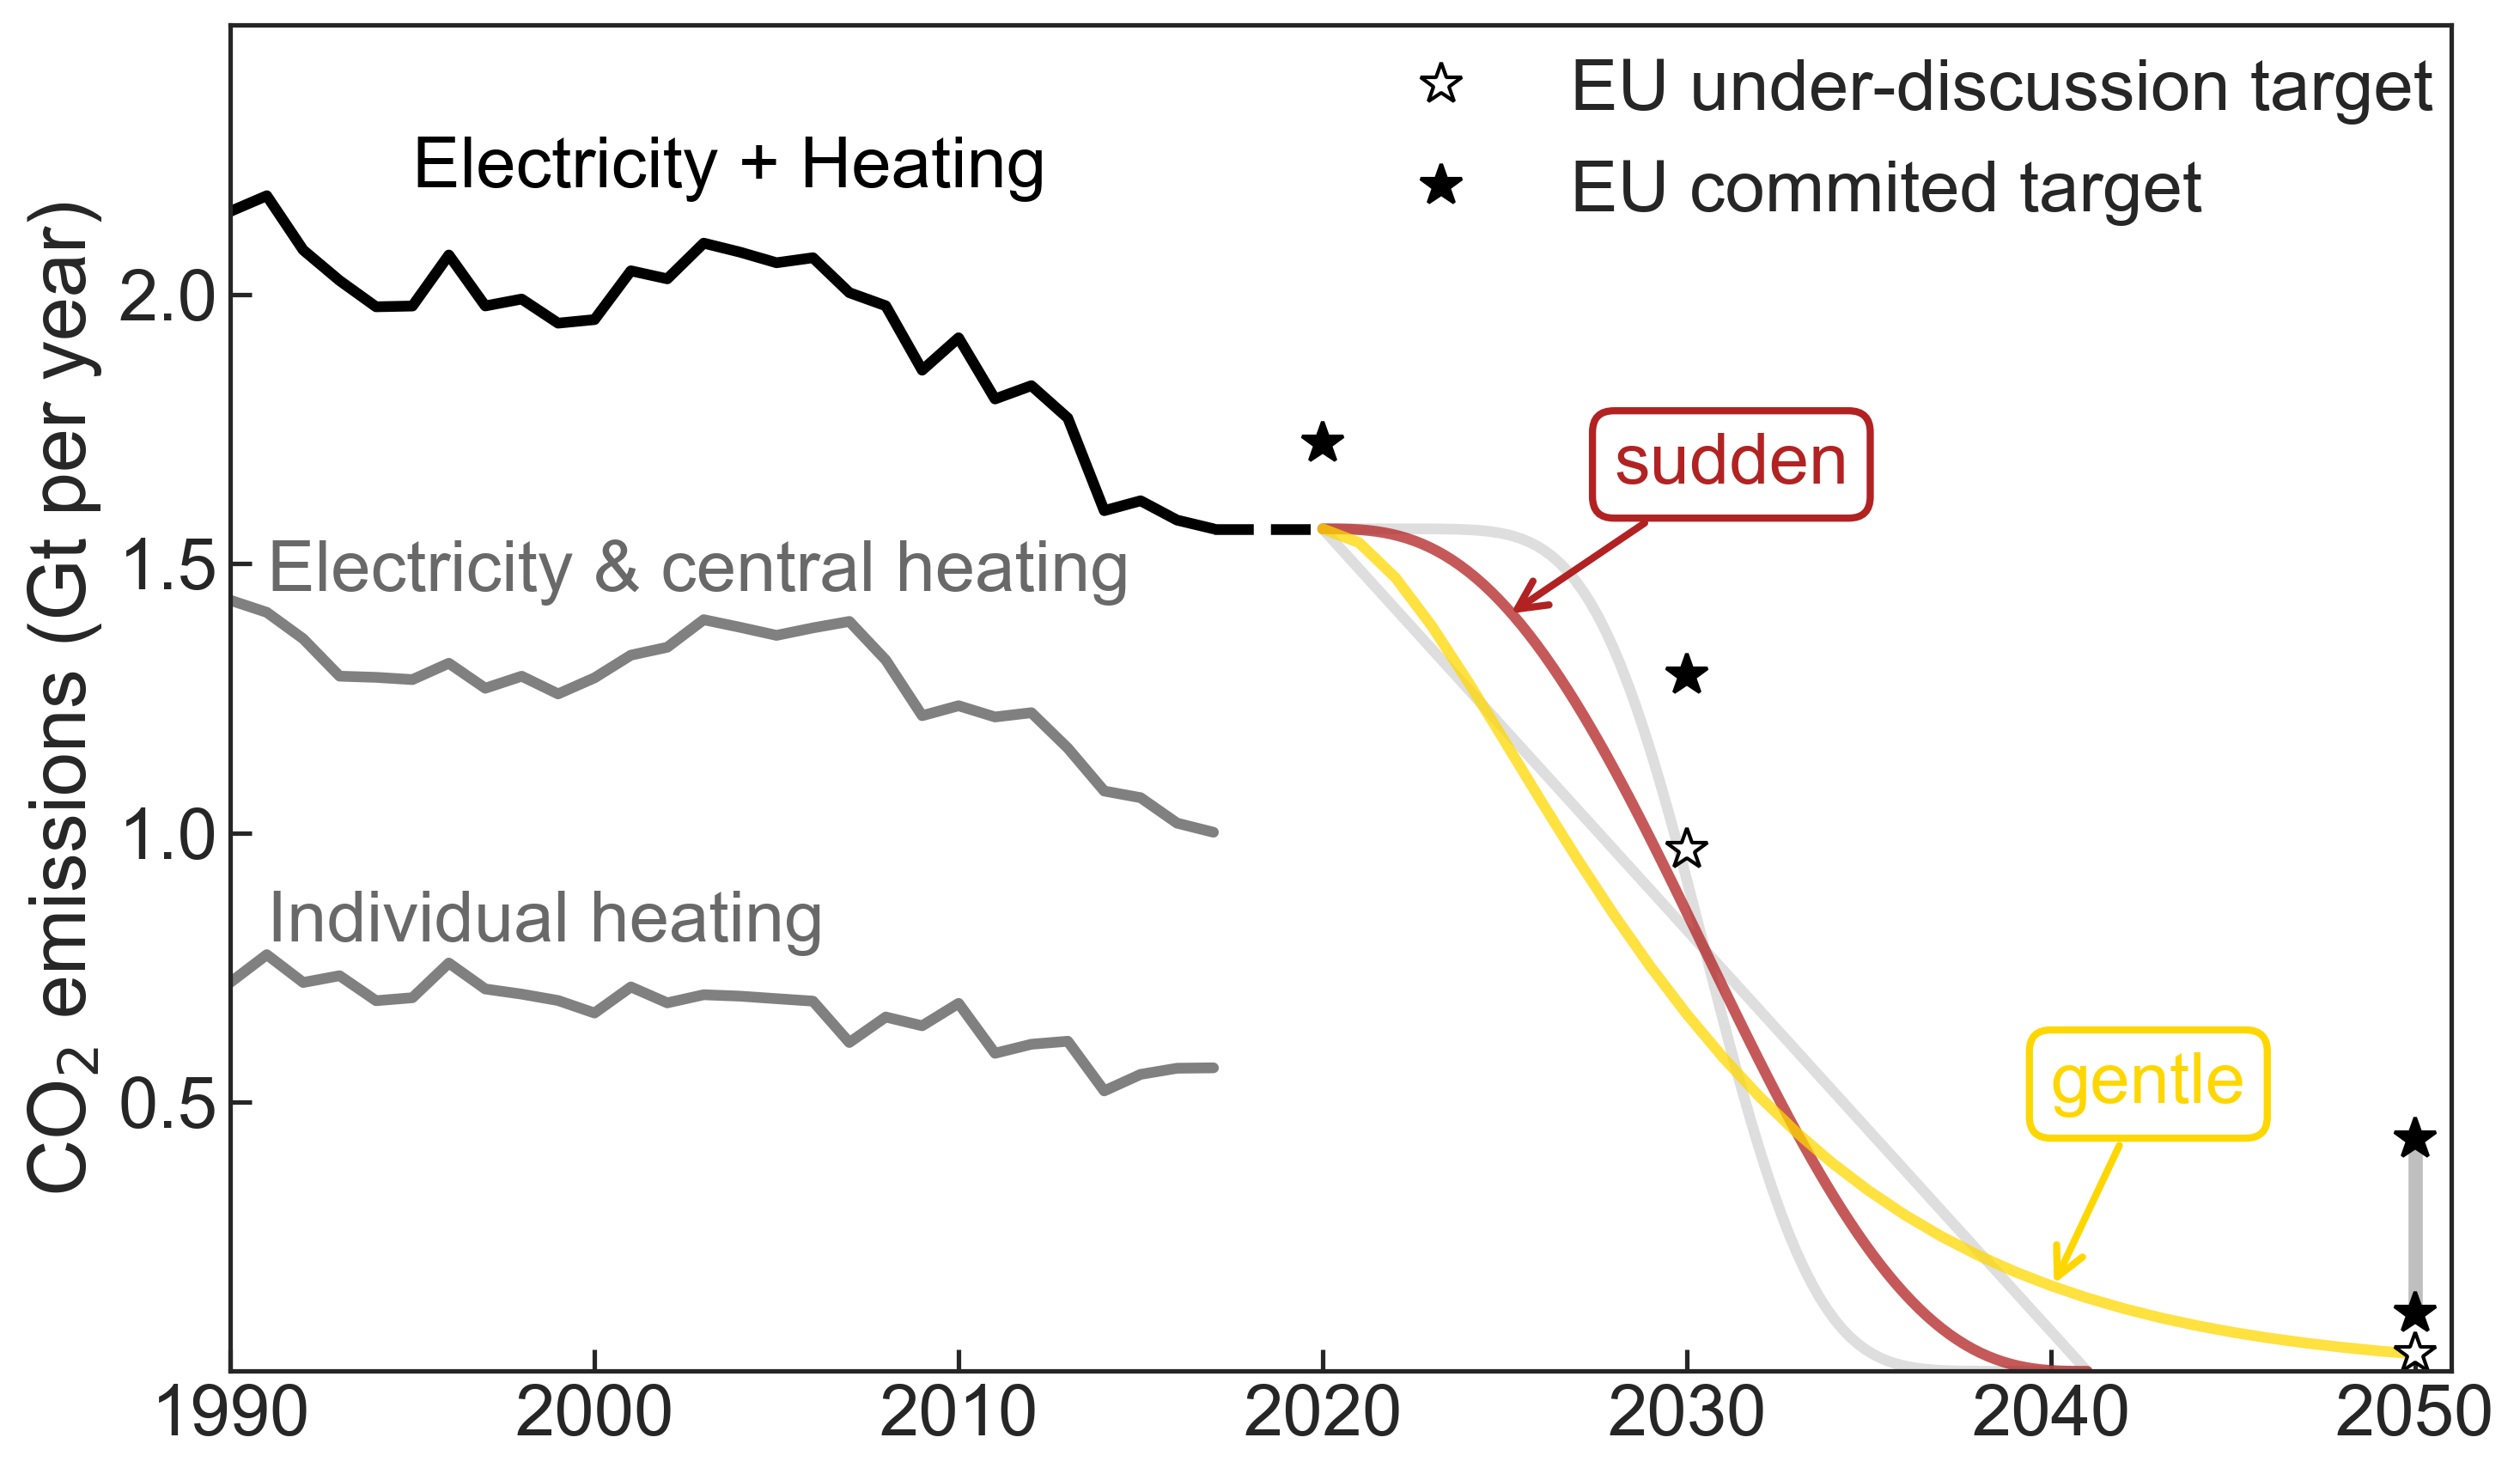 EU under-discussion target
EU commited target
Electricity + Heating
Electricity & central heating
Individual heating
sudden
gentle
CO₂ emissions (Gt per year)
2.0
1.5
1.0
0.5
1990 2000 2010 2020 2030 2040 2050